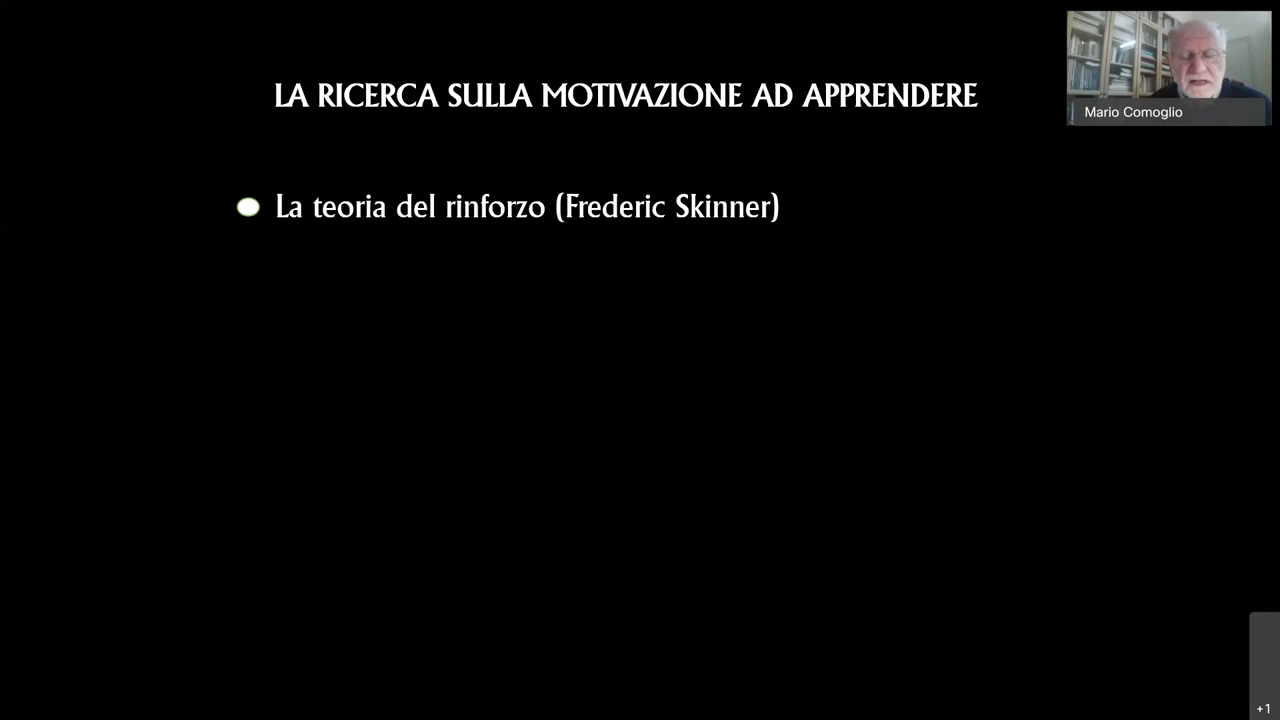 LA RICERCA SULLA MOTIVAZIONE AD APPRENDERE
Mario Comoglio
La teoria del rinforzo (Frederic Skinner)
+1